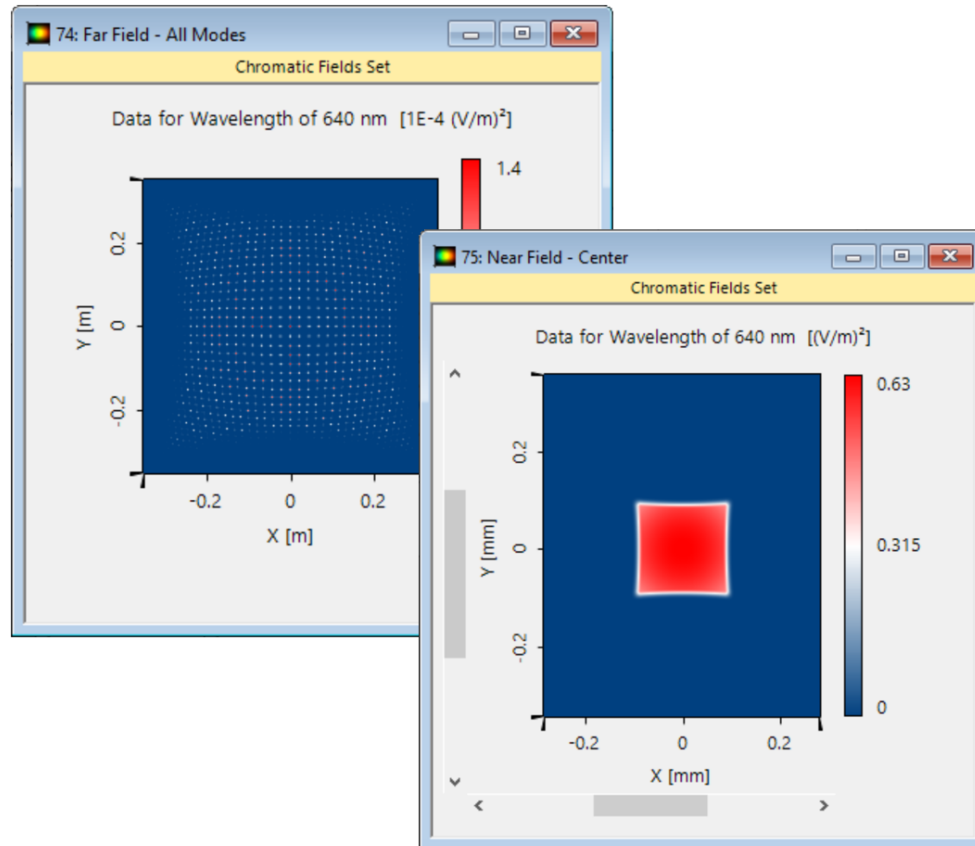 74: Far Field - All Modes
Chromatic Fields Set
Data for Wavelength of 640 nm  [1E-4 (V/m)²]
1.4
0.2
0
-0.2
Y [m]
-0.2
0
0.2
X [m]
75: Near Field - Center
Chromatic Fields Set
Data for Wavelength of 640 nm  [(V/m)²]
0.63
0.315
0
0.2
0
-0.2
Y [mm]
-0.2
0
0.2
X [mm]